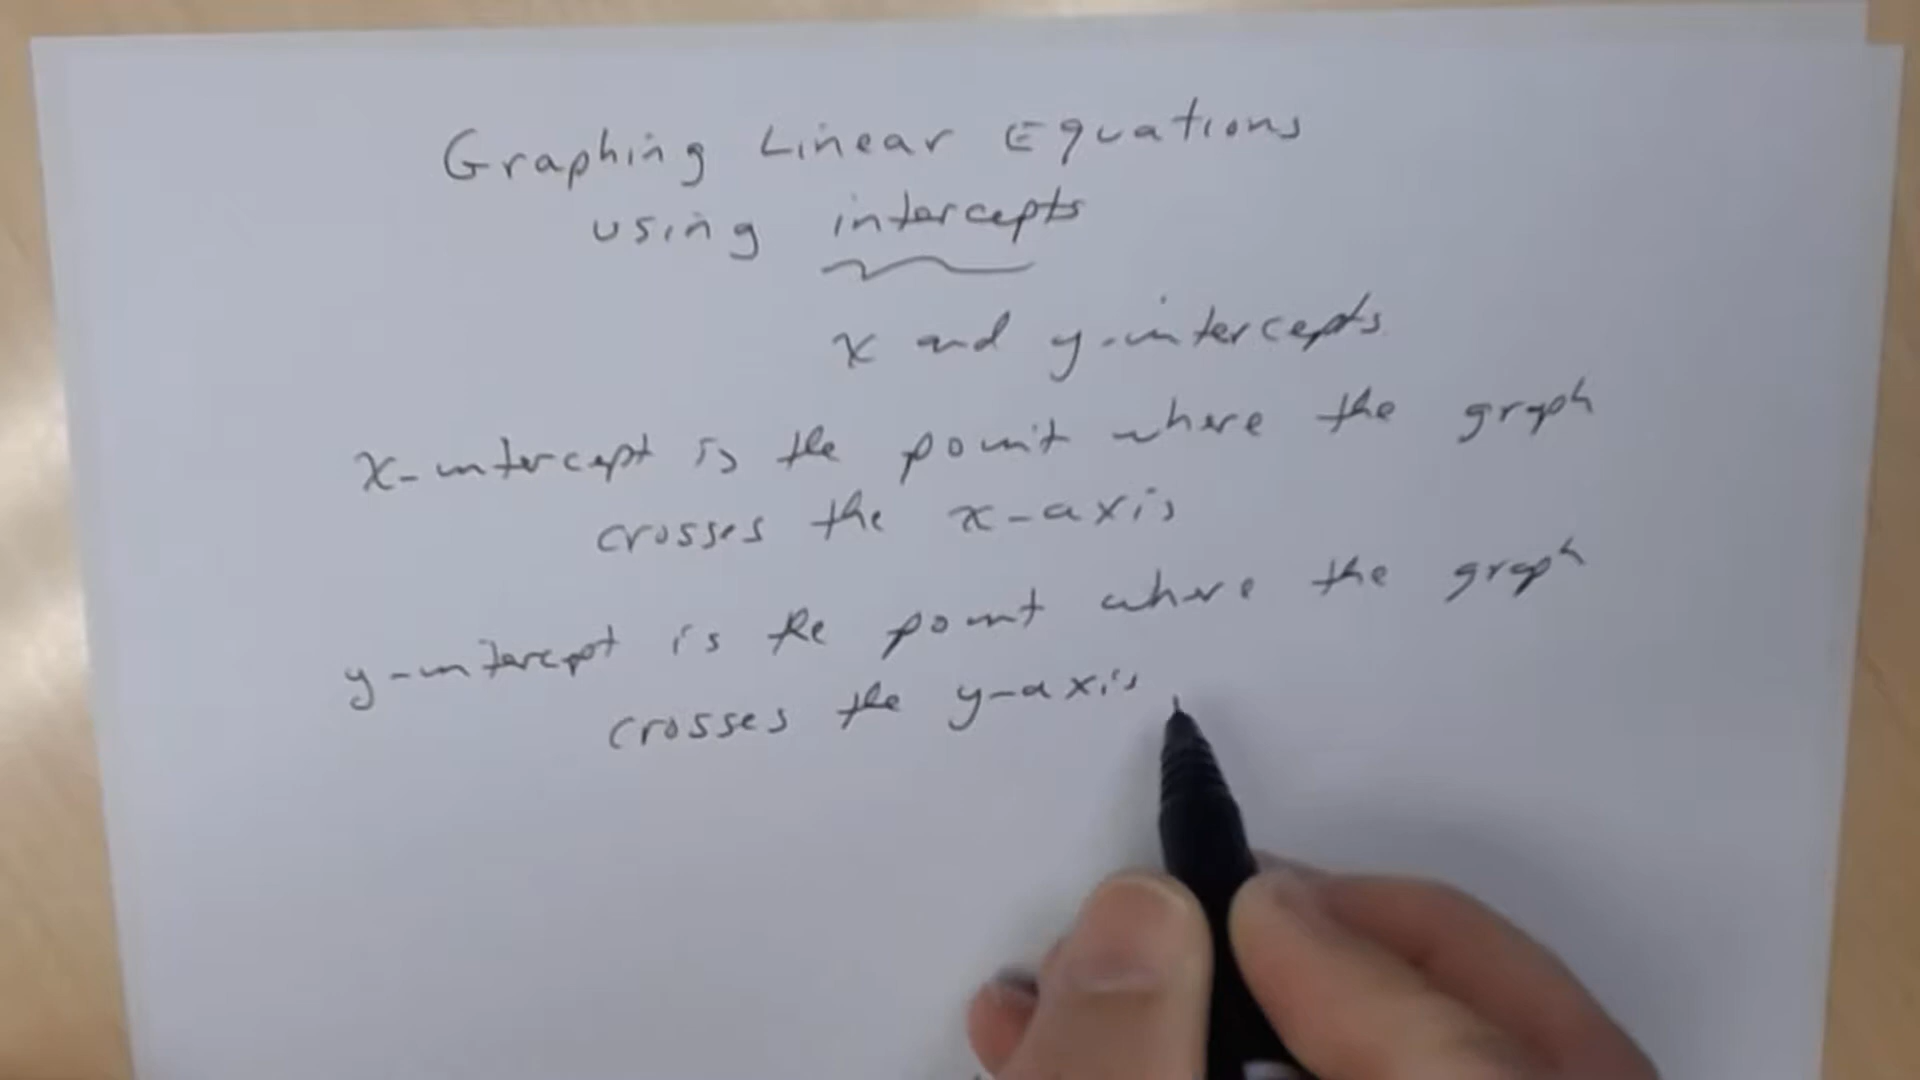 Graphing Linear Equations
using intercepts
x and y-intercepts
x-intercept is the point where the graph
crosses the x-axis
y-intercept is the point where the graph
crosses the y-axis